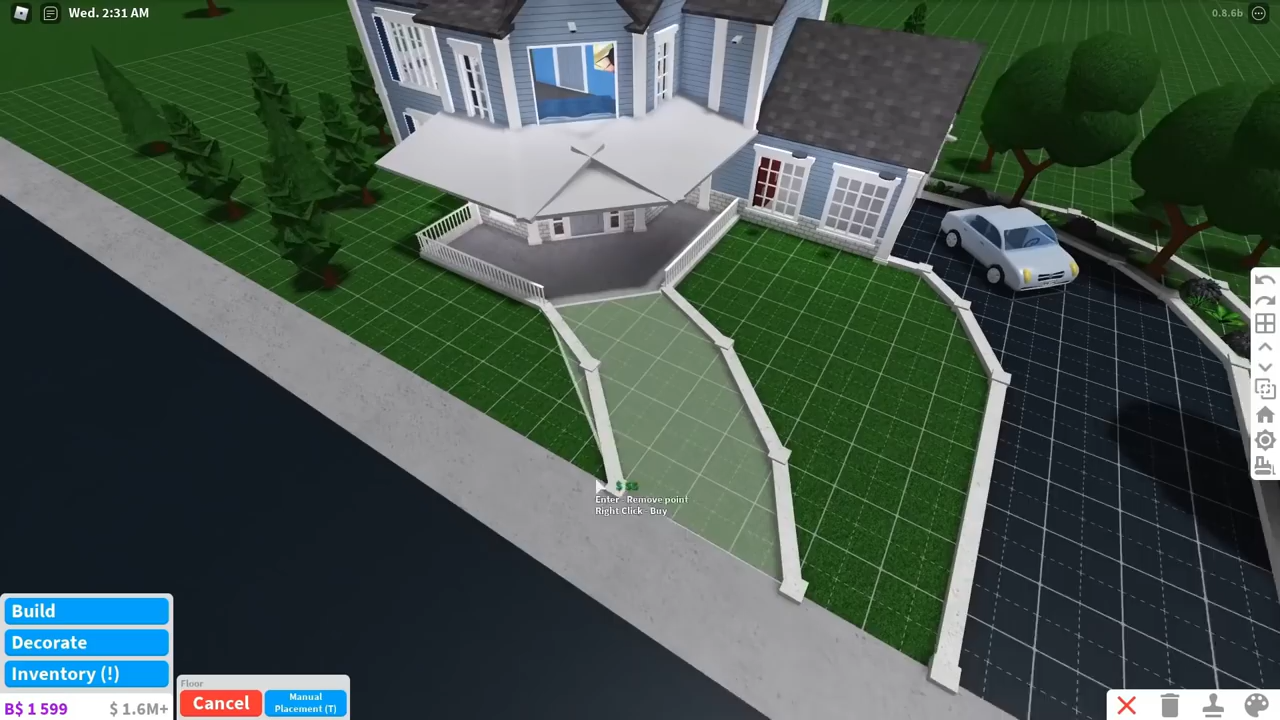 Wed. 2:31 AM
0.8.6b
$ 55
Enter - Remove point
Right Click - Buy
Build
Decorate
Inventory (!)
B$ 1 599 $ 1.6M+
Floor
Cancel
Manual
Placement (T)